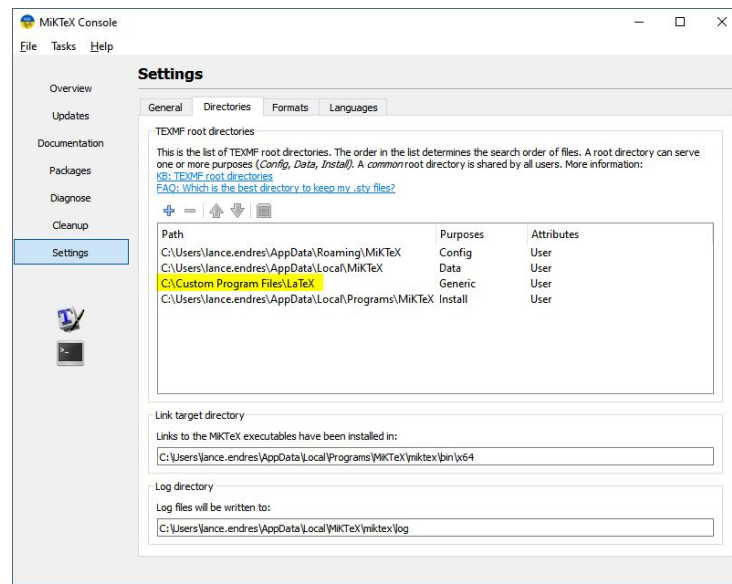 MiKTeX Console
File Tasks Help
Settings
Overview
Updates
Documentation
Packages
Diagnose
Cleanup
Settings
General Directories Formats Languages
TEXMF root directories
This is the list of TEXMF root directories. The order in the list determines the search order of files. A root directory can serve
one or more purposes (Config, Data, Install). A common root directory is shared by all users. More information:
KB: TEXMF root directories
FAQ: Which is the best directory to keep my .sty files?
Path Purposes Attributes
C:\Users\lance.endres\AppData\Roaming\MiKTeX Config User
C:\Users\lance.endres\AppData\Local\MiKTeX Data User
C:\Custom Program Files\LaTeX Generic User
C:\Users\lance.endres\AppData\Local\Programs\MiKTeX Install User
Link target directory
Links to the MiKTeX executables have been installed in:
C:\Users\lance.endres\AppData\Local\Programs\MiKTeX\miktex\bin\x64
Log directory
Log files will be written to:
C:\Users\lance.endres\AppData\Local\MiKTeX\miktex\log